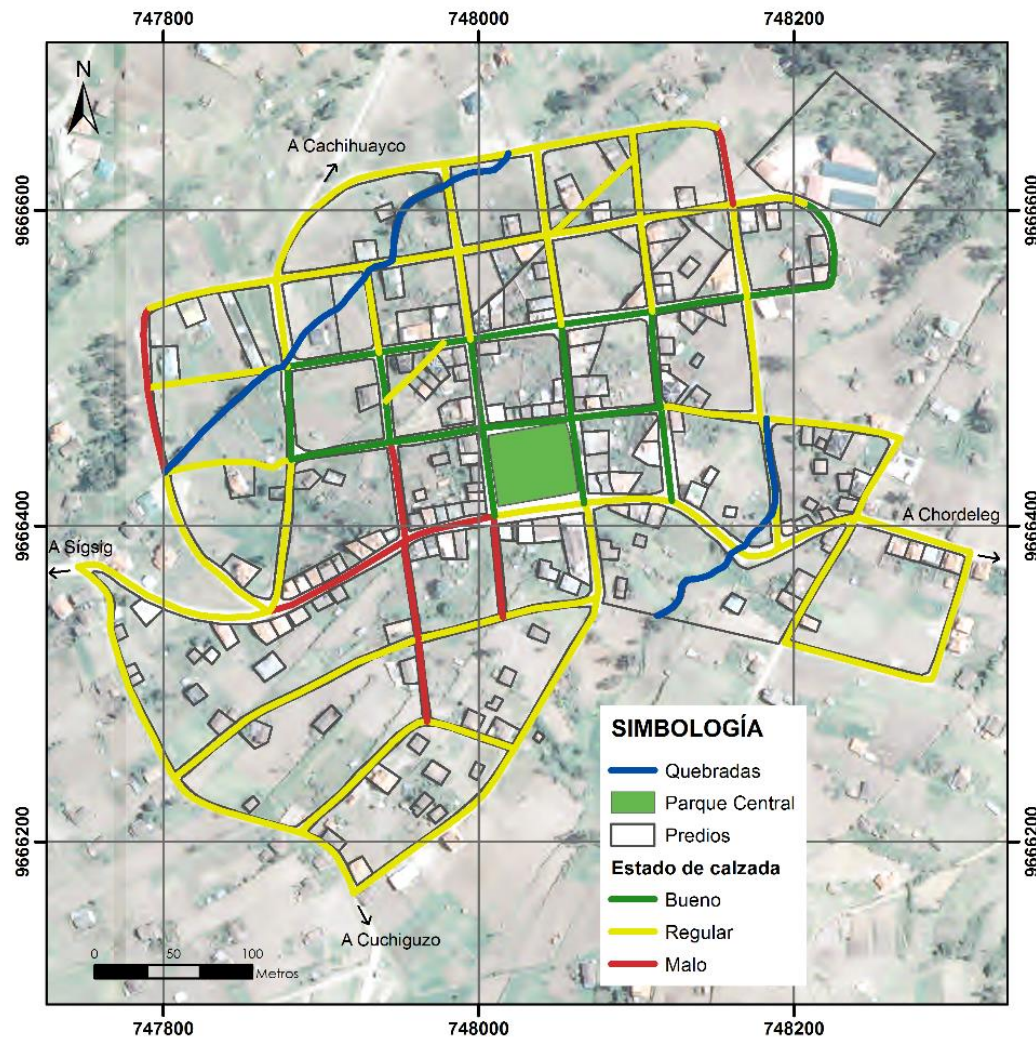 747800
748000
748200
N
A Cachihuayco
9666600
9666600
A Sígsig
9666400
A Chordeleg
9666400
SIMBOLOGÍA
Quebradas
Parque Central
Predios
Estado de calzada
Bueno
Regular
Malo
9666200
9666200
A Cuchiguzo
0 50 100
Metros
747800
748000
748200